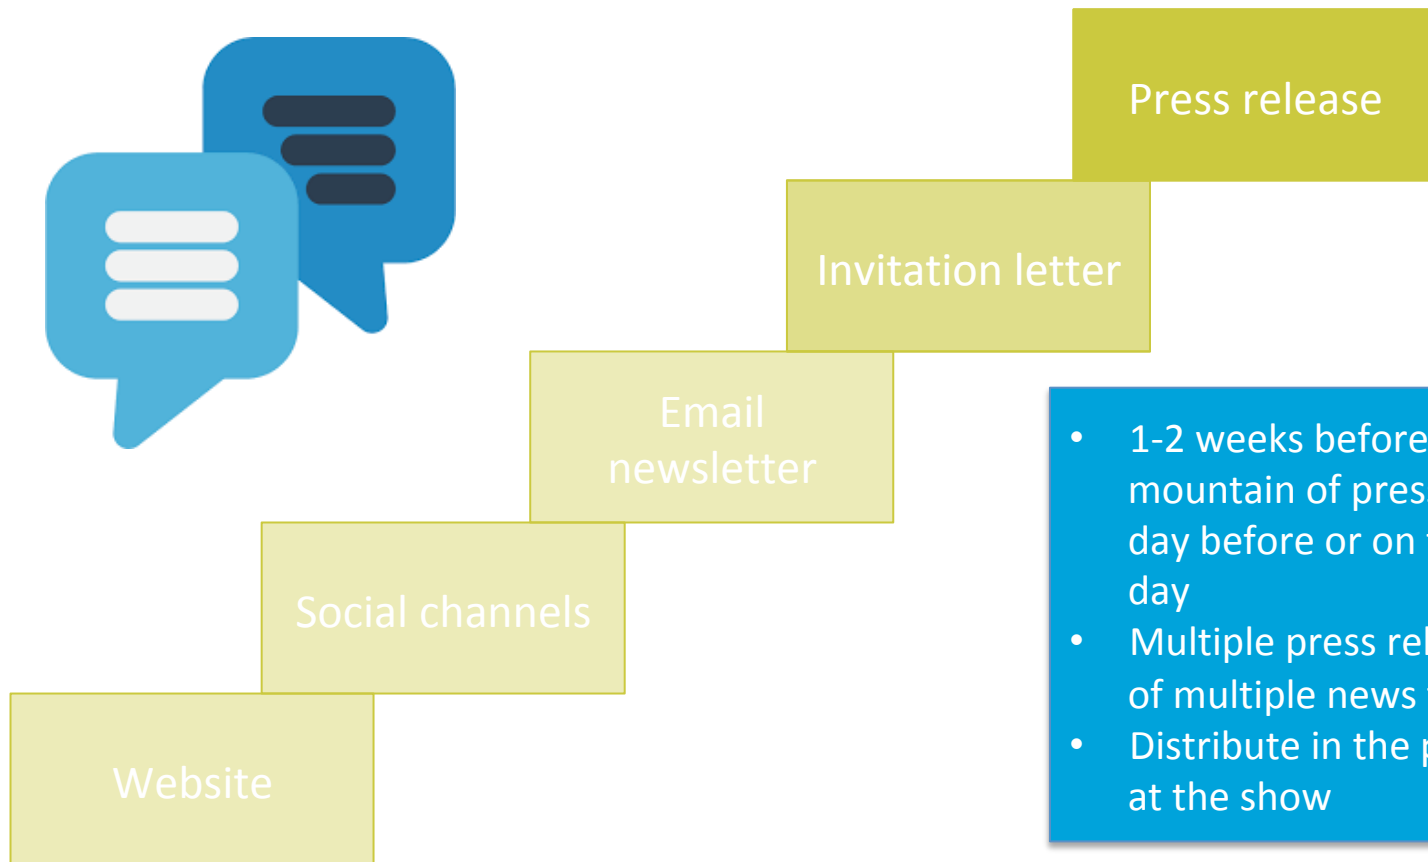 Press release
Invitation letter
Email
newsletter
Social channels
Website
• 1-2 weeks before
mountain of
day before or on
day
• Multiple press
of multiple news
• Distribute in the
at the show